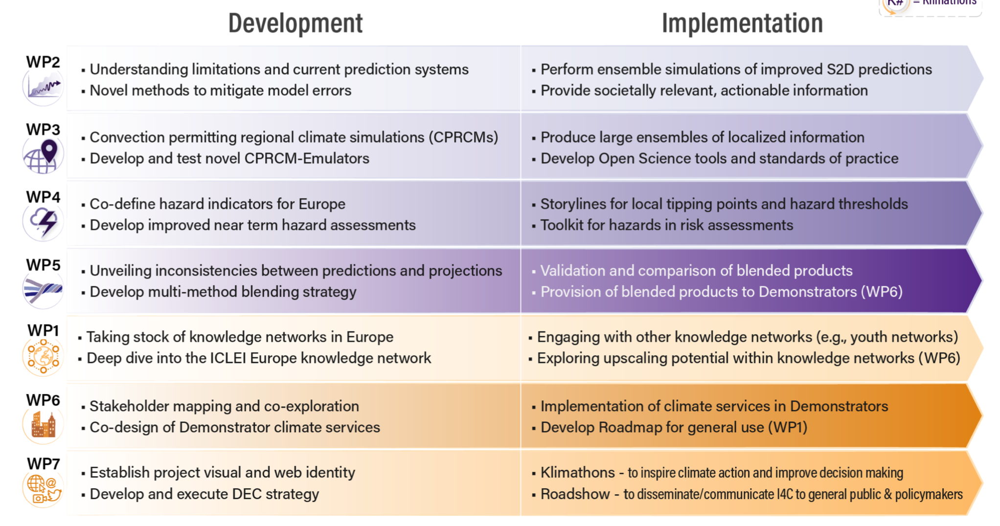 = Klimathons
Development
Implementation
WP2
▪ Understanding limitations and current prediction systems
▪ Novel methods to mitigate model errors
▪ Perform ensemble simulations of improved S2D predictions
▪ Provide societally relevant, actionable information
WP3
▪ Convection permitting regional climate simulations (CPRCMs)
▪ Develop and test novel CPRCM-Emulators
▪ Produce large ensembles of localized information
▪ Develop Open Science tools and standards of practice
WP4
▪ Co-define hazard indicators for Europe
▪ Develop improved near term hazard assessments
▪ Storylines for local tipping points and hazard thresholds
▪ Toolkit for hazards in risk assessments
WP5
▪ Unveiling inconsistencies between predictions and projections
▪ Develop multi-method blending strategy
▪ Validation and comparison of blended products
▪ Provision of blended products to Demonstrators (WP6)
WP1
▪ Taking stock of knowledge networks in Europe
▪ Deep dive into the ICLEI Europe knowledge network
▪ Engaging with other knowledge networks (e.g., youth networks)
▪ Exploring upscaling potential within knowledge networks (WP6)
WP6
▪ Stakeholder mapping and co-exploration
▪ Co-design of Demonstrator climate services
▪ Implementation of climate services in Demonstrators
▪ Develop Roadmap for general use (WP1)
WP7
▪ Establish project visual and web identity
▪ Develop and execute DEC strategy
▪ Klimathons - to inspire climate action and improve decision making
▪ Roadshow - to disseminate/communicate I4C to general public & policymakers